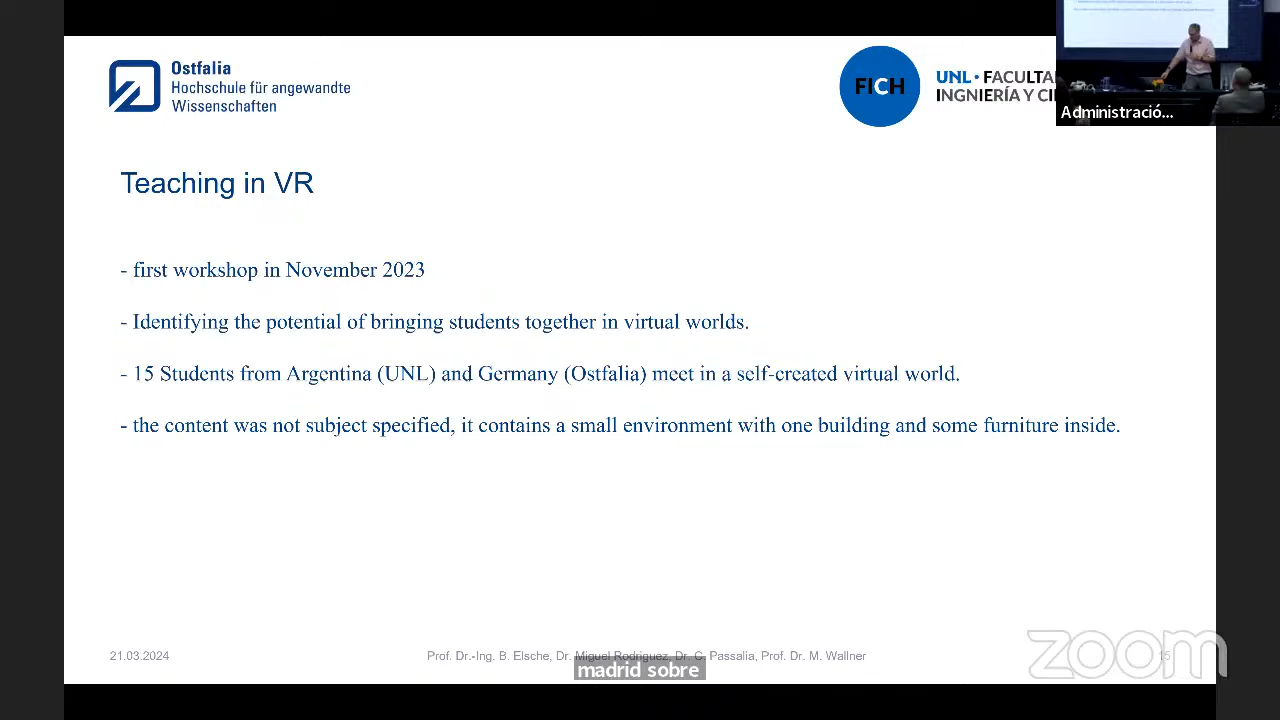 Ostfalia
Hochschule für angewandte
Wissenschaften
FICH
UNL • FACULTA
INGNIERÍA Y CI
Administració...
Teaching in VR
- first workshop in November 2023
- Identifying the potential of bringing students together in virtual worlds.
- 15 Students from Argentina (UNL) and Germany (Ostfalia) meet in a self-created virtual world.
- the content was not subject specified, it contains a small environment with one building and some furniture inside.
21.03.2024
Prof. Dr.-Ing. B. Elsche, Dr. Miguel Rodriguez, Dr. C. Passalia, Prof. Dr. M. Wallner
15
madrid sobre
zoom